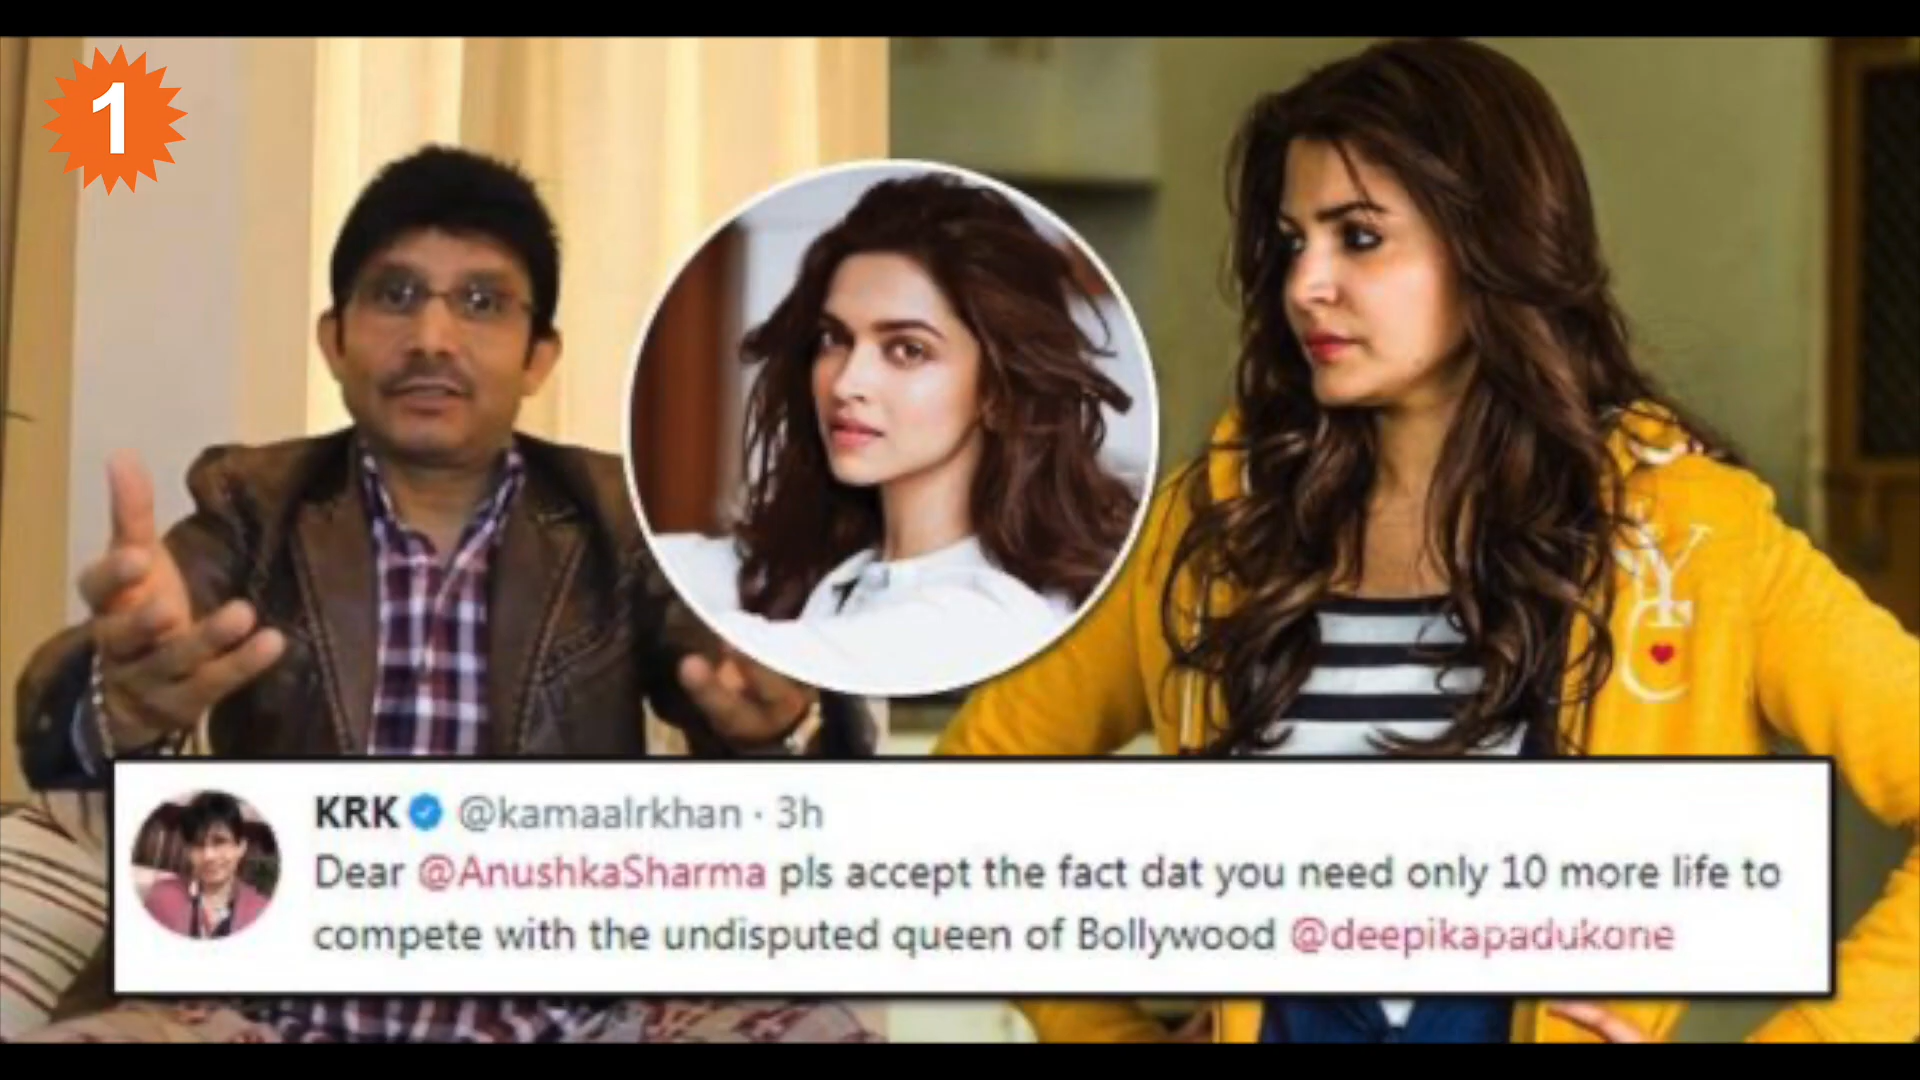 1
KRK @kamaalrkhan · 3h
Dear @AnushkaSharma pls accept the fact dat you need only 10 more life to
compete with the undisputed queen of Bollywood @deepikapadukone
Y
C